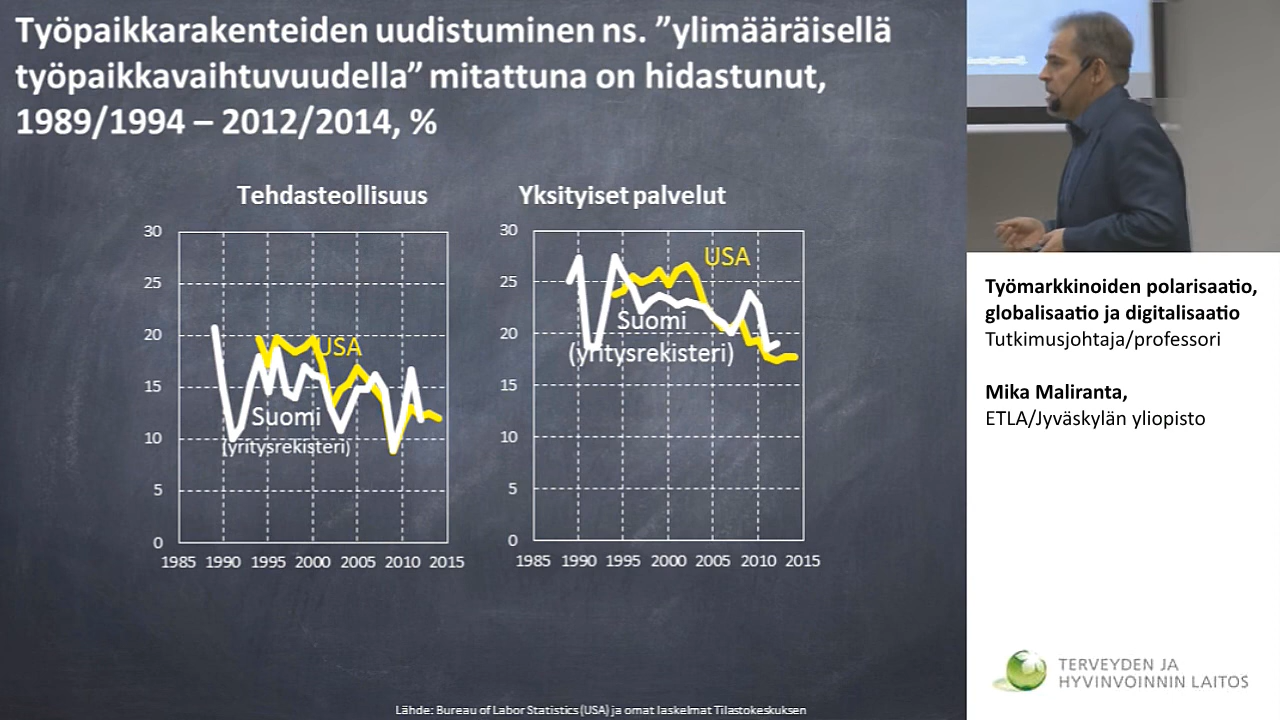 Työpaikkarakenteiden uudistuminen ns. ”ylimääräisellä
työpaikkavaihtuvuudella” mitattuna on hidastunut,
1989/1994 – 2012/2014, %
Tehdasteollisuus
30
25
20
15
10
5
0
USA
Suomi
(yritysrekisteri)
1985 1990 1995 2000 2005 2010 2015
Yksityiset palvelut
30
25
20
15
10
5
0
USA
Suomi
(yritysrekisteri)
1985 1990 1995 2000 2005 2010 2015
Lähde: Bureau of Labor Statistics (USA) ja omat laskelmat Tilastokeskuksen
Työmarkkinoiden polarisaatio,
globalisaatio ja digitalisaatio
Tutkimusjohtaja/professori
Mika Maliranta,
ETLA/Jyväskylän yliopisto
TERVEYDEN JA
HYVINVOINNIN LAITOS